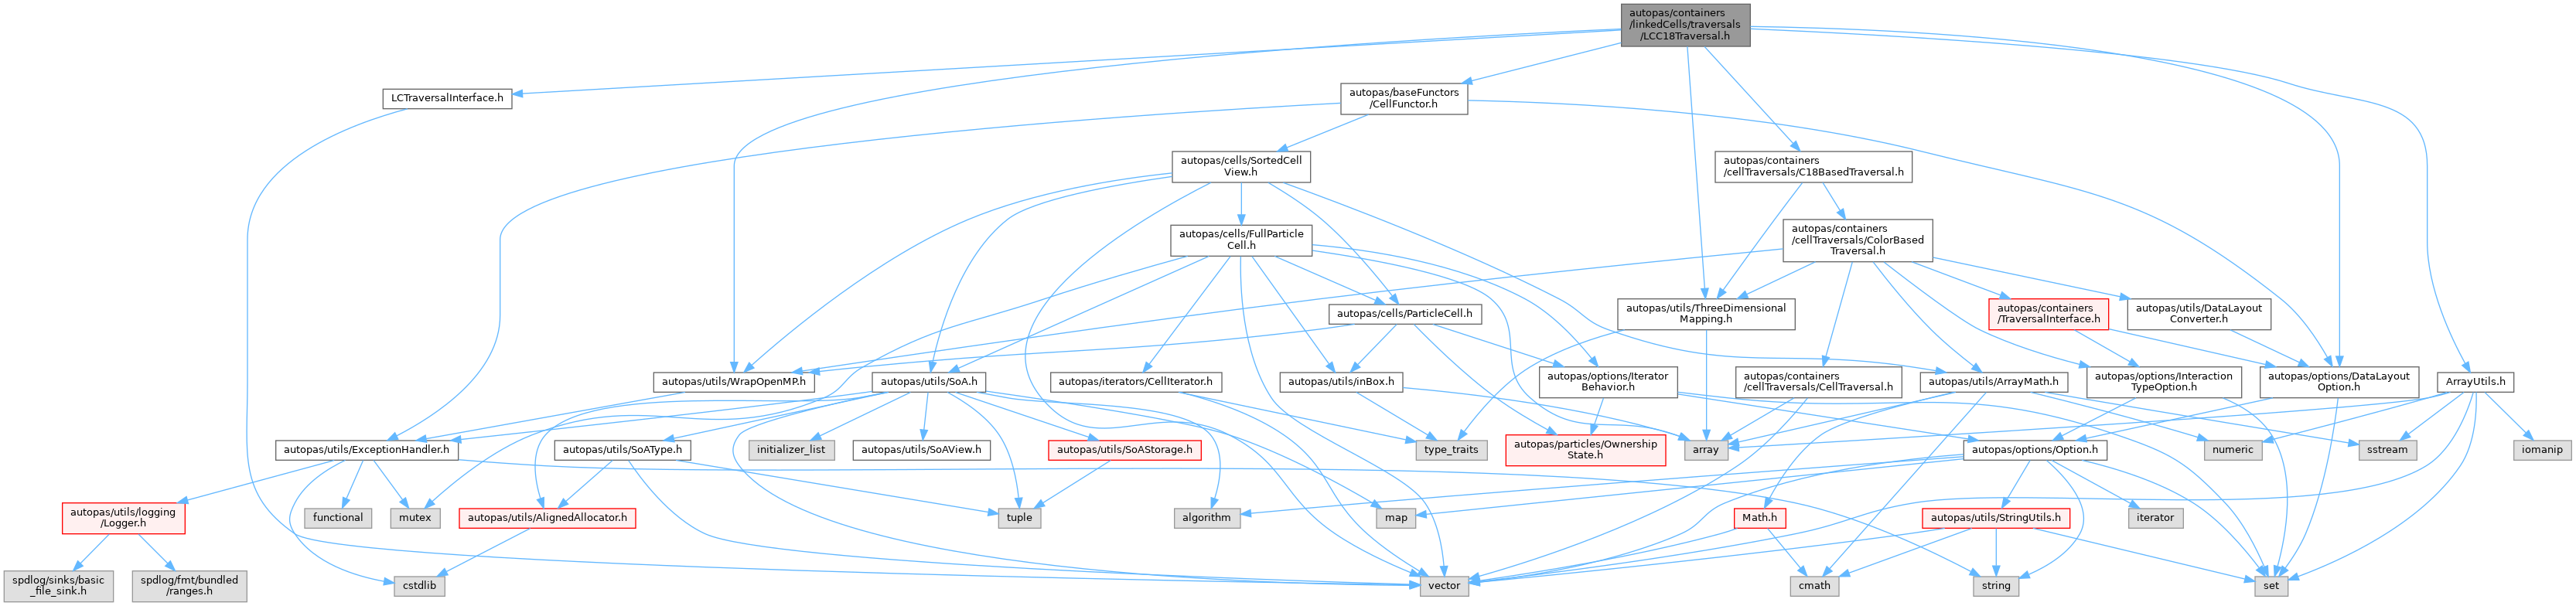 autopas/containers
/linkedCells/traversals
/LCC18Traversal.h
LCTraversalInterface.h
autopas/baseFunctors
/CellFunctor.h
autopas/cells/SortedCell
View.h
autopas/containers
/cellTraversals/C18BasedTraversal.h
autopas/cells/FullParticle
Cell.h
autopas/containers
/cellTraversals/ColorBased
Traversal.h
autopas/cells/ParticleCell.h
autopas/utils/ThreeDimensional
Mapping.h
autopas/containers
/TraversalInterface.h
autopas/utils/DataLayout
Converter.h
autopas/utils/WrapOpenMP.h
autopas/utils/SoA.h
autopas/iterators/CellIterator.h
autopas/utils/inBox.h
autopas/options/Iterator
Behavior.h
autopas/containers
/cellTraversals/CellTraversal.h
autopas/utils/ArrayMath.h
autopas/options/Interaction
TypeOption.h
autopas/options/DataLayout
Option.h
ArrayUtils.h
autopas/utils/ExceptionHandler.h
autopas/utils/SoAType.h
initializer_list
autopas/utils/SoAView.h
autopas/utils/SoAStorage.h
type_traits
autopas/particles/Ownership
State.h
array
autopas/options/Option.h
numeric
sstream
iomanip
autopas/utils/logging
/Logger.h
functional
mutex
autopas/utils/AlignedAllocator.h
tuple
algorithm
map
Math.h
autopas/utils/StringUtils.h
iterator
spdlog/sinks/basic
_file_sink.h
spdlog/fmt/bundled
/ranges.h
cstdlib
vector
cmath
string
set